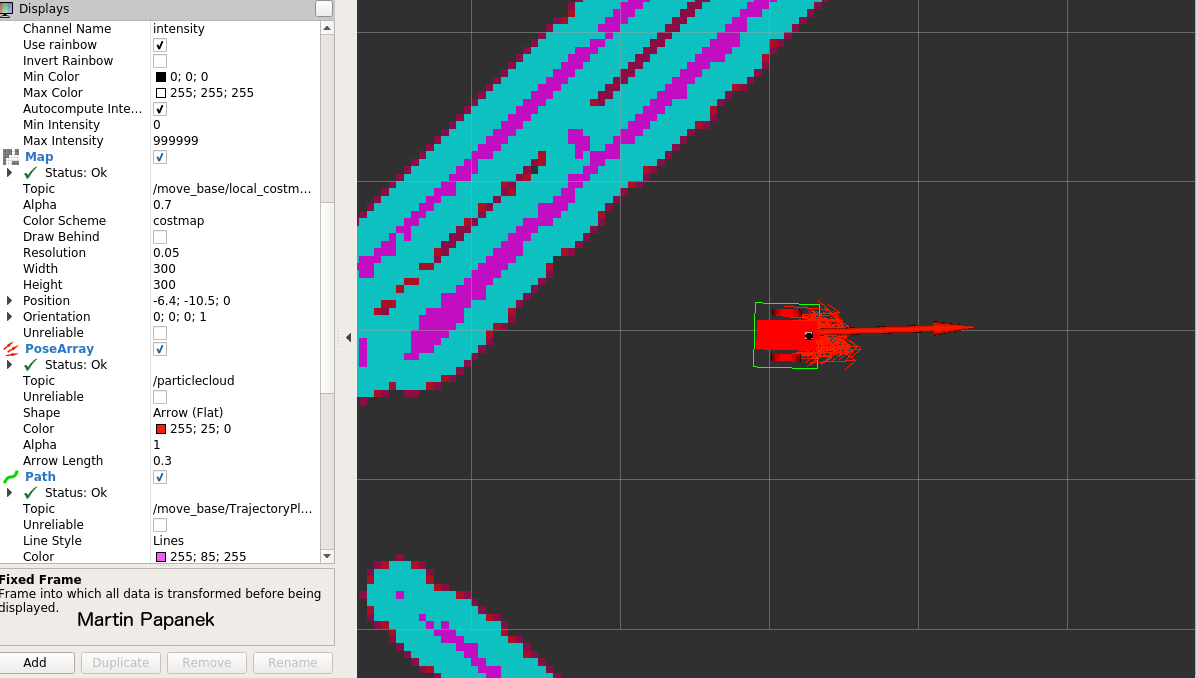 Displays
Channel Name intensity
Use rainbow
Invert Rainbow
Min Color 0; 0; 0
Max Color 255; 255; 255
Autocompute Inte...
Min Intensity 0
Max Intensity 999999
Map
Status: Ok
Topic /move_base/local_costm...
Alpha 0.7
Color Scheme costmap
Draw Behind
Resolution 0.05
Width 300
Height 300
Position -6.4; -10.5; 0
Orientation 0; 0; 0; 1
Unreliable
PoseArray
Status: Ok
Topic /particlecloud
Unreliable
Shape Arrow (Flat)
Color 255; 25; 0
Alpha 1
Arrow Length 0.3
Path
Status: Ok
Topic /move_base/TrajectoryPl...
Unreliable
Line Style Lines
Color 255; 85; 255
Fixed Frame
Frame into which all data is transformed before being
displayed.
Martin Papanek
Add Duplicate Remove Rename